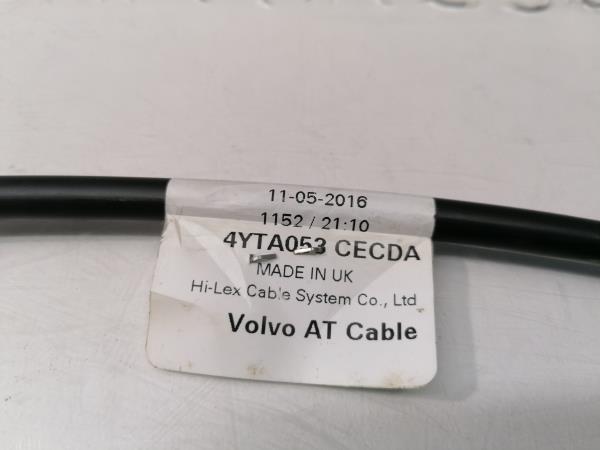 11-05-2016
1152 / 21:10
4YTA053 CECDA
MADE IN UK
Hi-Lex Cable System Co., Ltd
Volvo AT Cable